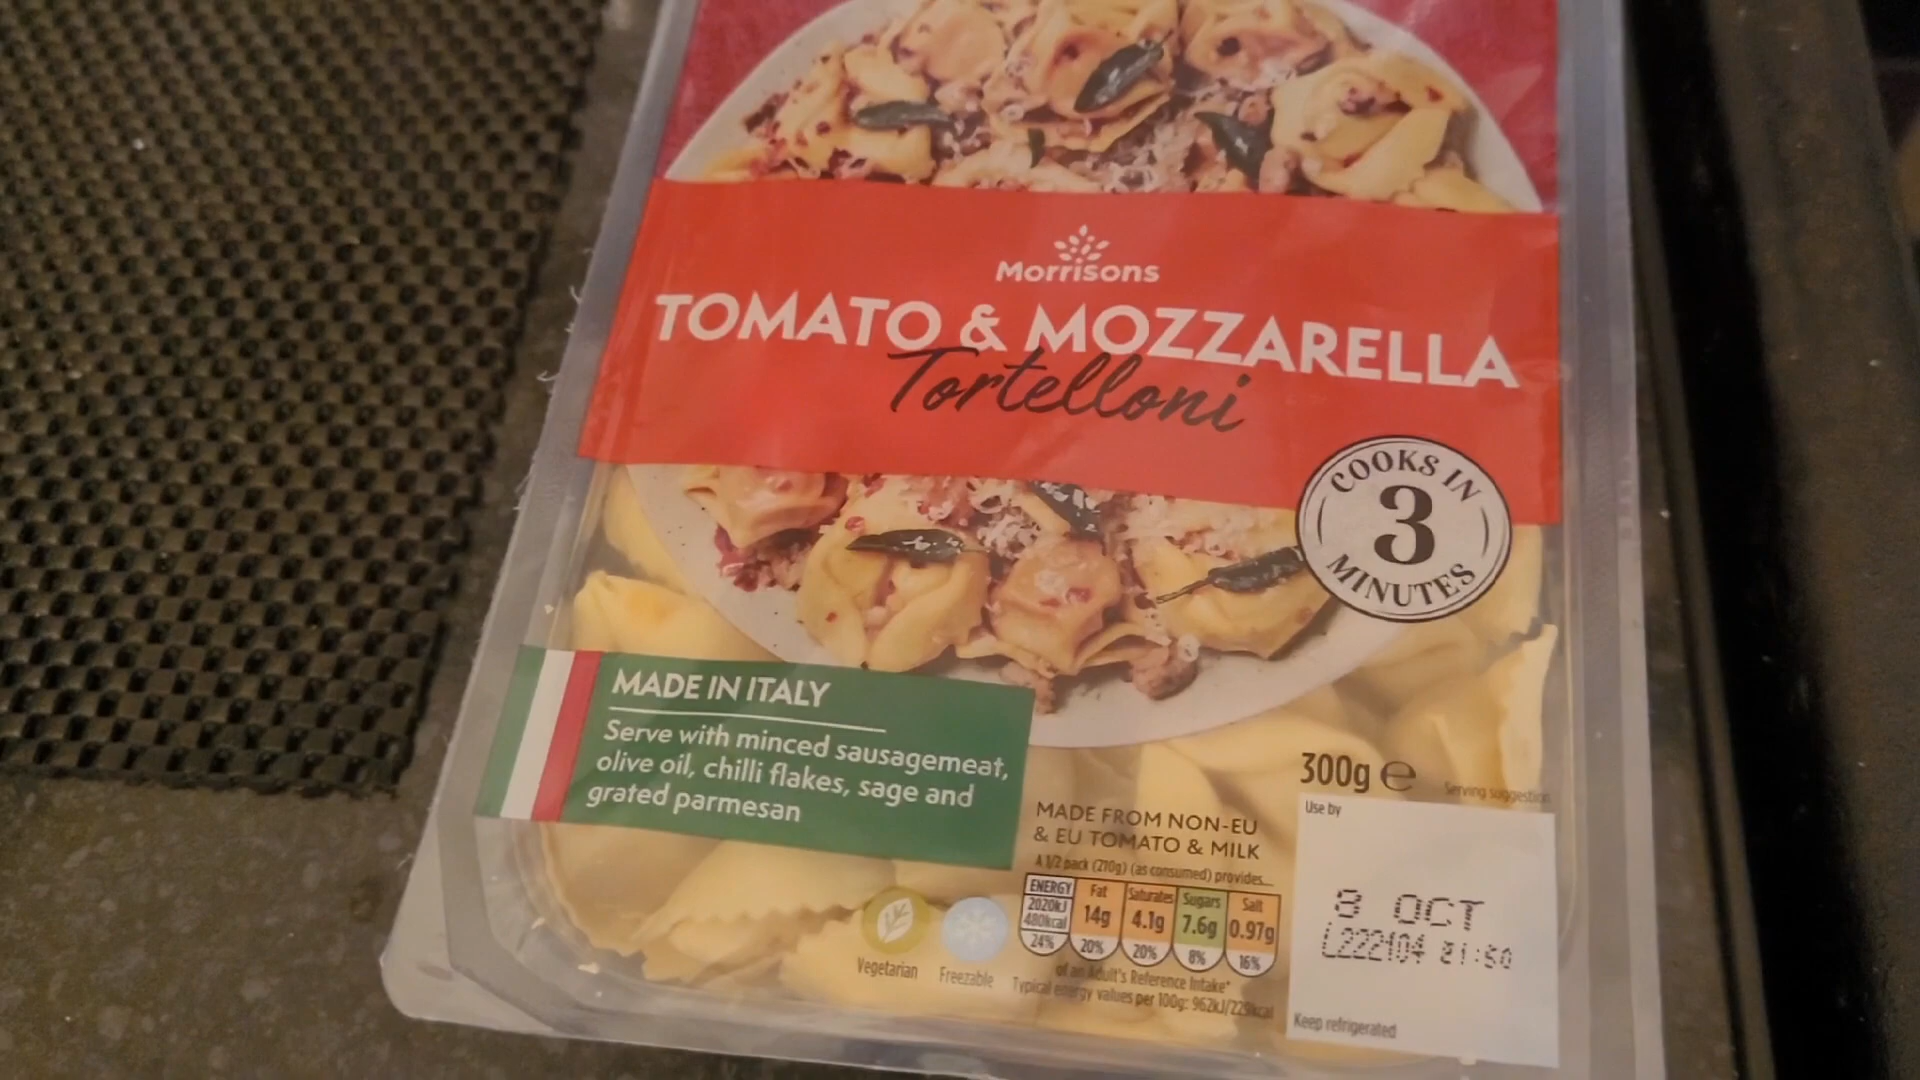 Morrisons
TOMATO & MOZZARELLA
Tortelloni
COOKS IN
3
MINUTES
MADE IN ITALY
Serve with minced sausagemeat,
olive oil, chilli flakes, sage and
grated parmesan
300g e
Serving suggestion
MADE FROM NON-EU
& EU TOMATO & MILK
A 1/2 pack (210g) (as consumed) provides...
ENERGY Fat Saturates Sugars Salt
2020kJ
480kcal 14g 4.1g 7.6g 0.97g
24% 20% 20% 8% 16%
of an Adult's Reference Intake*
Typical energy values per 100g: 962kJ/229kcal
Vegetarian Freezable
Use by
8 OCT
L222104 21:50
Keep refrigerated